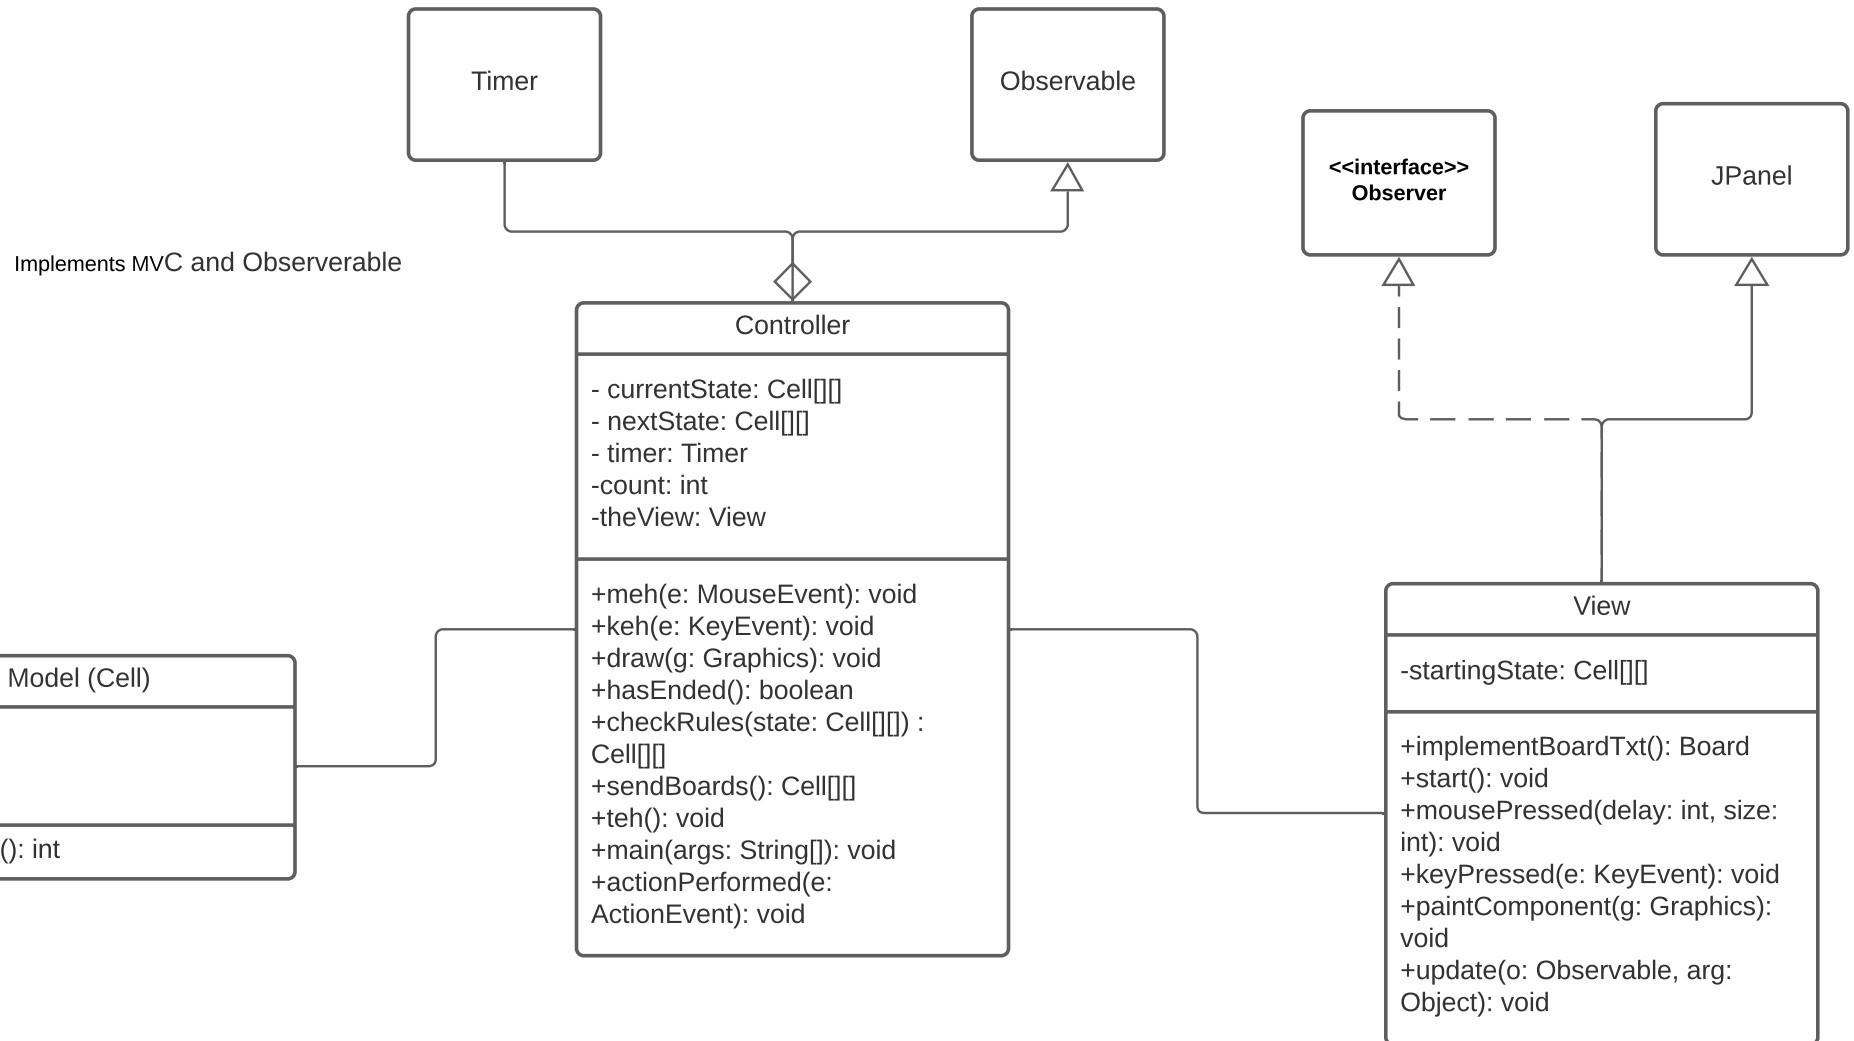 Timer
Observable
<<interface>>
Observer
JPanel
Implements MVC and Observerable
Controller
- currentState: Cell[][]
- nextState: Cell[][]
- timer: Timer
-count: int
-theView: View
+meh(e: MouseEvent): void
+keh(e: KeyEvent): void
+draw(g: Graphics): void
+hasEnded(): boolean
+checkRules(state: Cell[][]) :
Cell[][]
+sendBoards(): Cell[][]
+teh(): void
+main(args: String[]): void
+actionPerformed(e:
ActionEvent): void
Model (Cell)
(): int
View
-startingState: Cell[][]
+implementBoardTxt(): Board
+start(): void
+mousePressed(delay: int, size:
int): void
+keyPressed(e: KeyEvent): void
+paintComponent(g: Graphics):
void
+update(o: Observable, arg:
Object): void